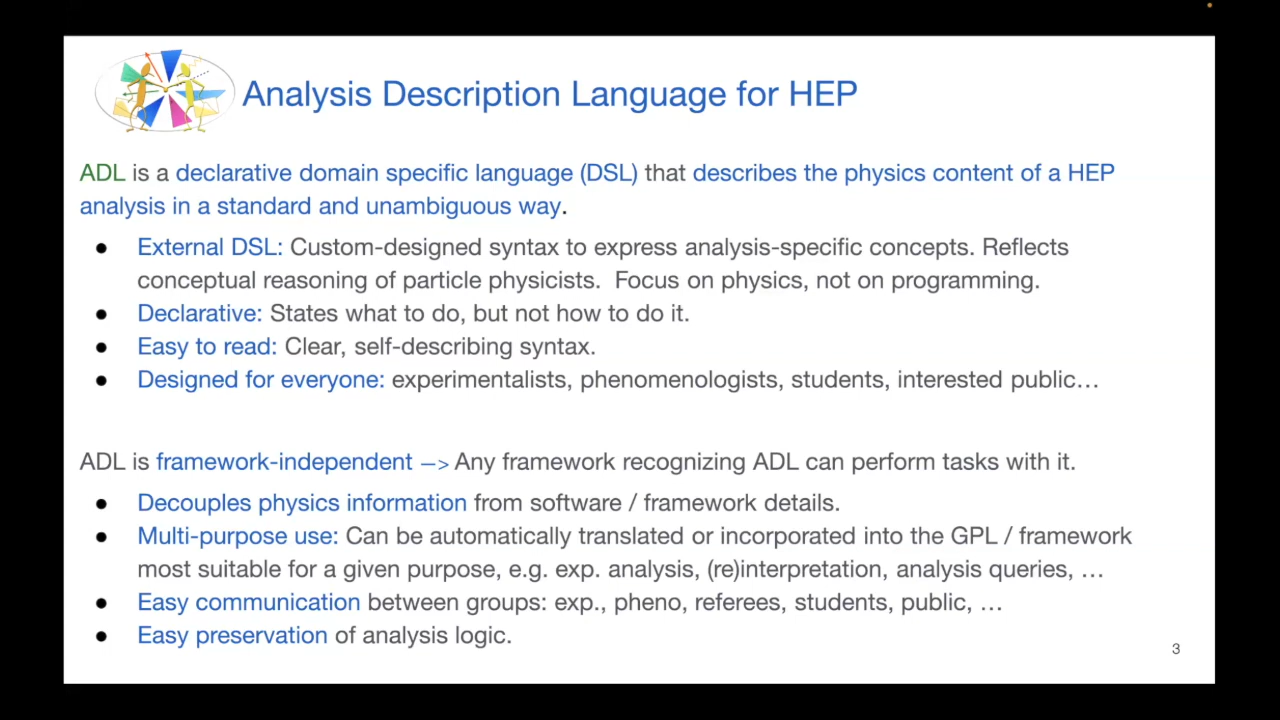 Analysis Description Language for HEP
ADL is a declarative domain specific language (DSL) that describes the physics content of a HEP
analysis in a standard and unambiguous way.
● External DSL: Custom-designed syntax to express analysis-specific concepts. Reflects
conceptual reasoning of particle physicists. Focus on physics, not on programming.
● Declarative: States what to do, but not how to do it.
● Easy to read: Clear, self-describing syntax.
● Designed for everyone: experimentalists, phenomenologists, students, interested public…
ADL is framework-independent —> Any framework recognizing ADL can perform tasks with it.
● Decouples physics information from software / framework details.
● Multi-purpose use: Can be automatically translated or incorporated into the GPL / framework
most suitable for a given purpose, e.g. exp. analysis, (re)interpretation, analysis queries, …
● Easy communication between groups: exp., pheno, referees, students, public, …
● Easy preservation of analysis logic.
3